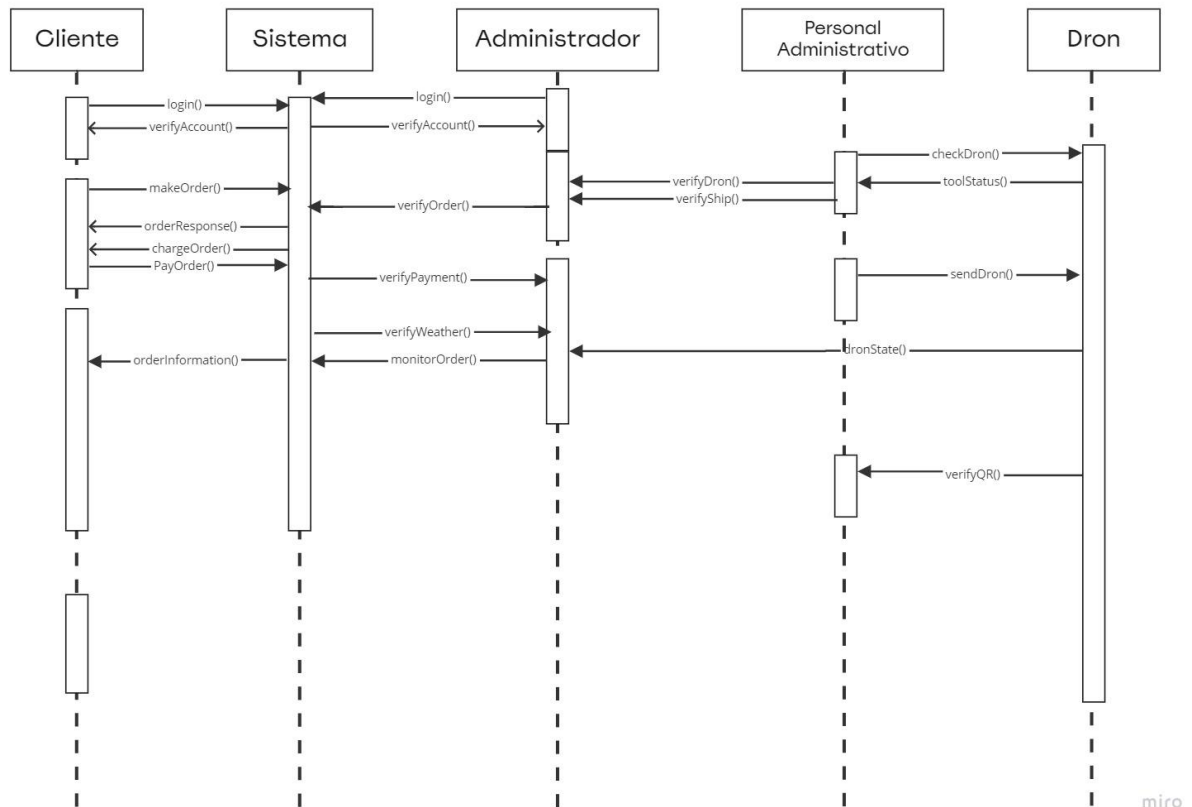 Cliente
Sistema
Administrador
Personal
Administrativo
Dron
login()
login()
verifyAccount()
verifyAccount()
checkDron()
makeOrder()
verifyDron()
toolStatus()
verifyShip()
verifyOrder()
orderResponse()
chargeOrder()
PayOrder()
verifyPayment()
sendDron()
verifyWeather()
dronState()
orderInformation()
monitorOrder()
verifyQR()
miro